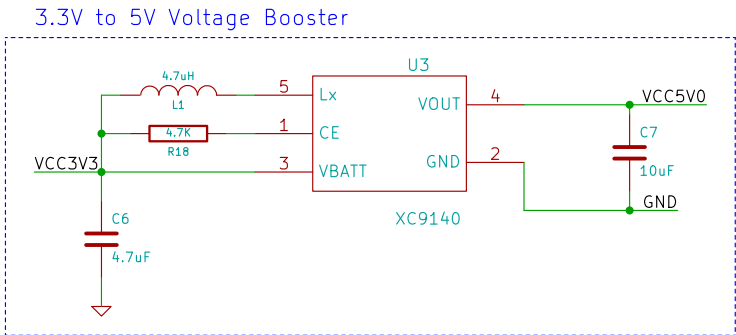 3.3V to 5V Voltage Booster
U3
4.7uH
L1
5
Lx
VOUT
4
VCC5V0
4.7K
R18
1
CE
C7
10uF
VCC3V3
3
VBATT
GND
2
GND
C6
4.7uF
XC9140